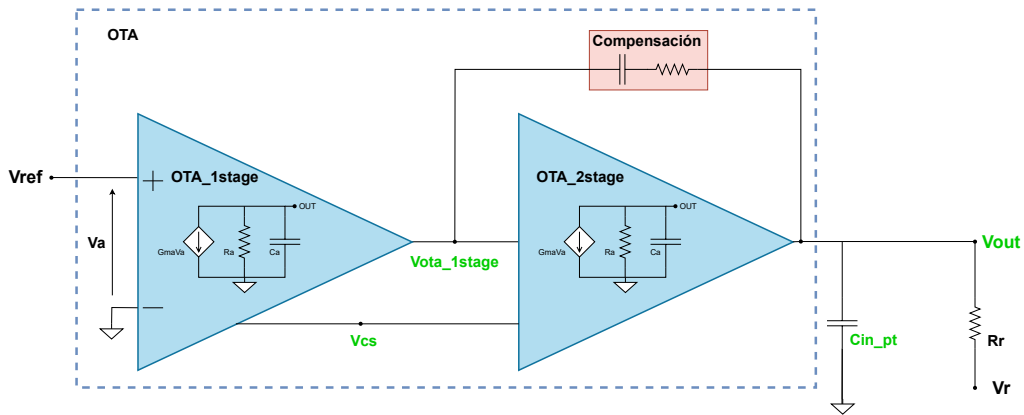 OTA
Compensación
Vref
OTA_1stage
OTA_2stage
OUT
OUT
Va
GmaVa
Ra
Ca
GmaVa
Ra
Ca
Vout
Vota_1stage
Vcs
Cin_pt
Rr
Vr